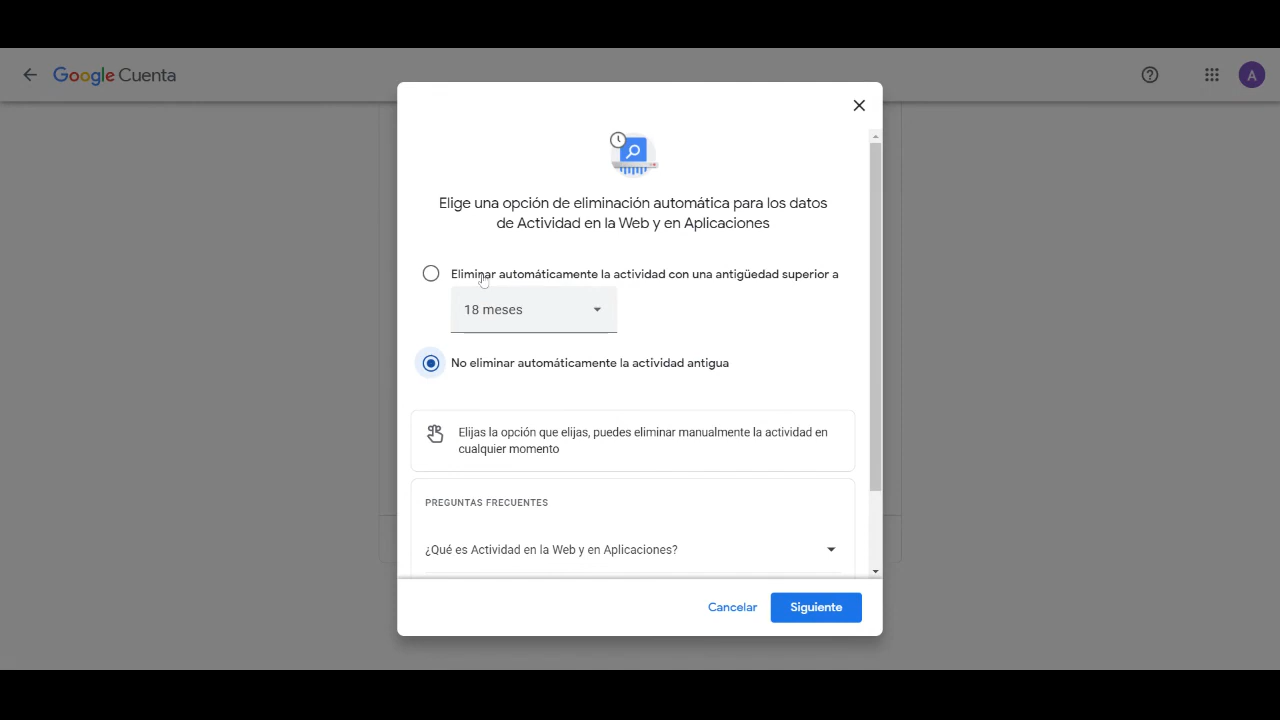 Google Cuenta
A
Elige una opción de eliminación automática para los datos
de Actividad en la Web y en Aplicaciones
Eliminar automáticamente la actividad con una antigüedad superior a
18 meses
No eliminar automáticamente la actividad antigua
Elijas la opción que elijas, puedes eliminar manualmente la actividad en
cualquier momento
PREGUNTAS FRECUENTES
¿Qué es Actividad en la Web y en Aplicaciones?
Cancelar
Siguiente